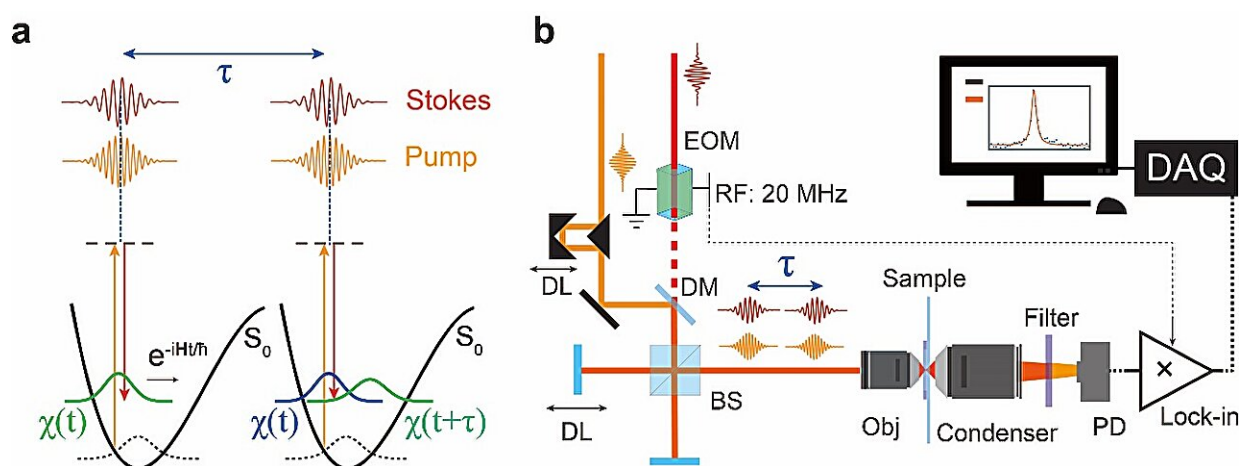 a
τ
Stokes
Pump
S₀
e^-iHt/ħ
χ(t)
S₀
χ(t)
χ(t+τ)
b
EOM
RF: 20 MHz
DAQ
DL
DM
τ
Sample
Filter
DL
BS
Obj
Condenser
PD
Lock-in
×